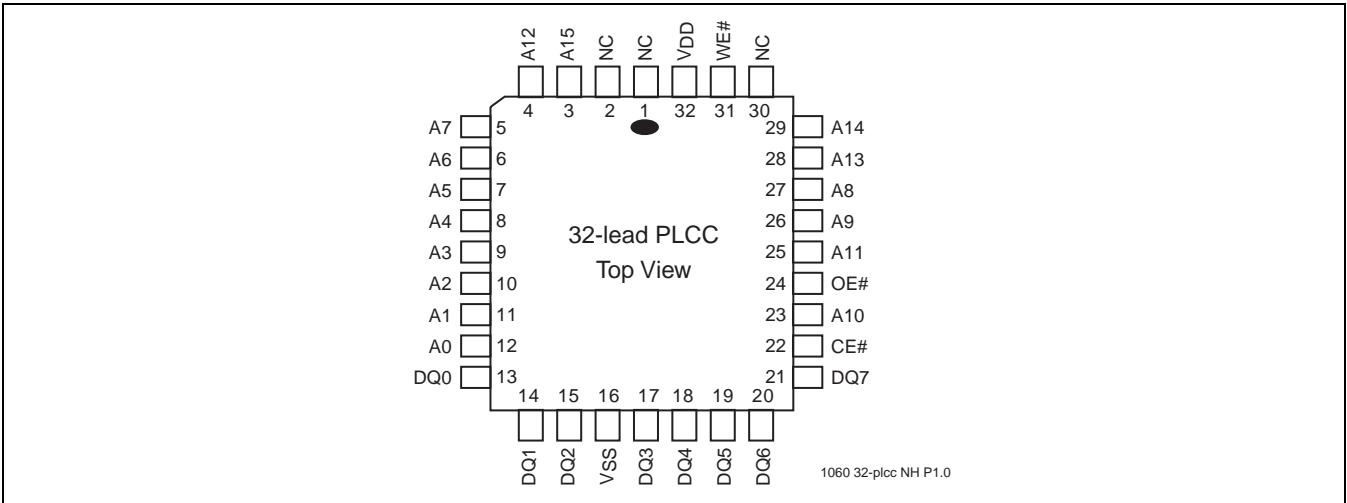 A12 A15 NC NC VDD WE# NC
4 3 2 1 32 31 30
A7 5 29 A14
A6 6 28 A13
A5 7 27 A8
A4 8 26 A9
32-lead PLCC
A3 9 25 A11
Top View
A2 10 24 OE#
A1 11 23 A10
A0 12 22 CE#
DQ0 13 21 DQ7
14 15 16 17 18 19 20
DQ1 DQ2 VSS DQ3 DQ4 DQ5 DQ6
1060 32-plcc NH P1.0